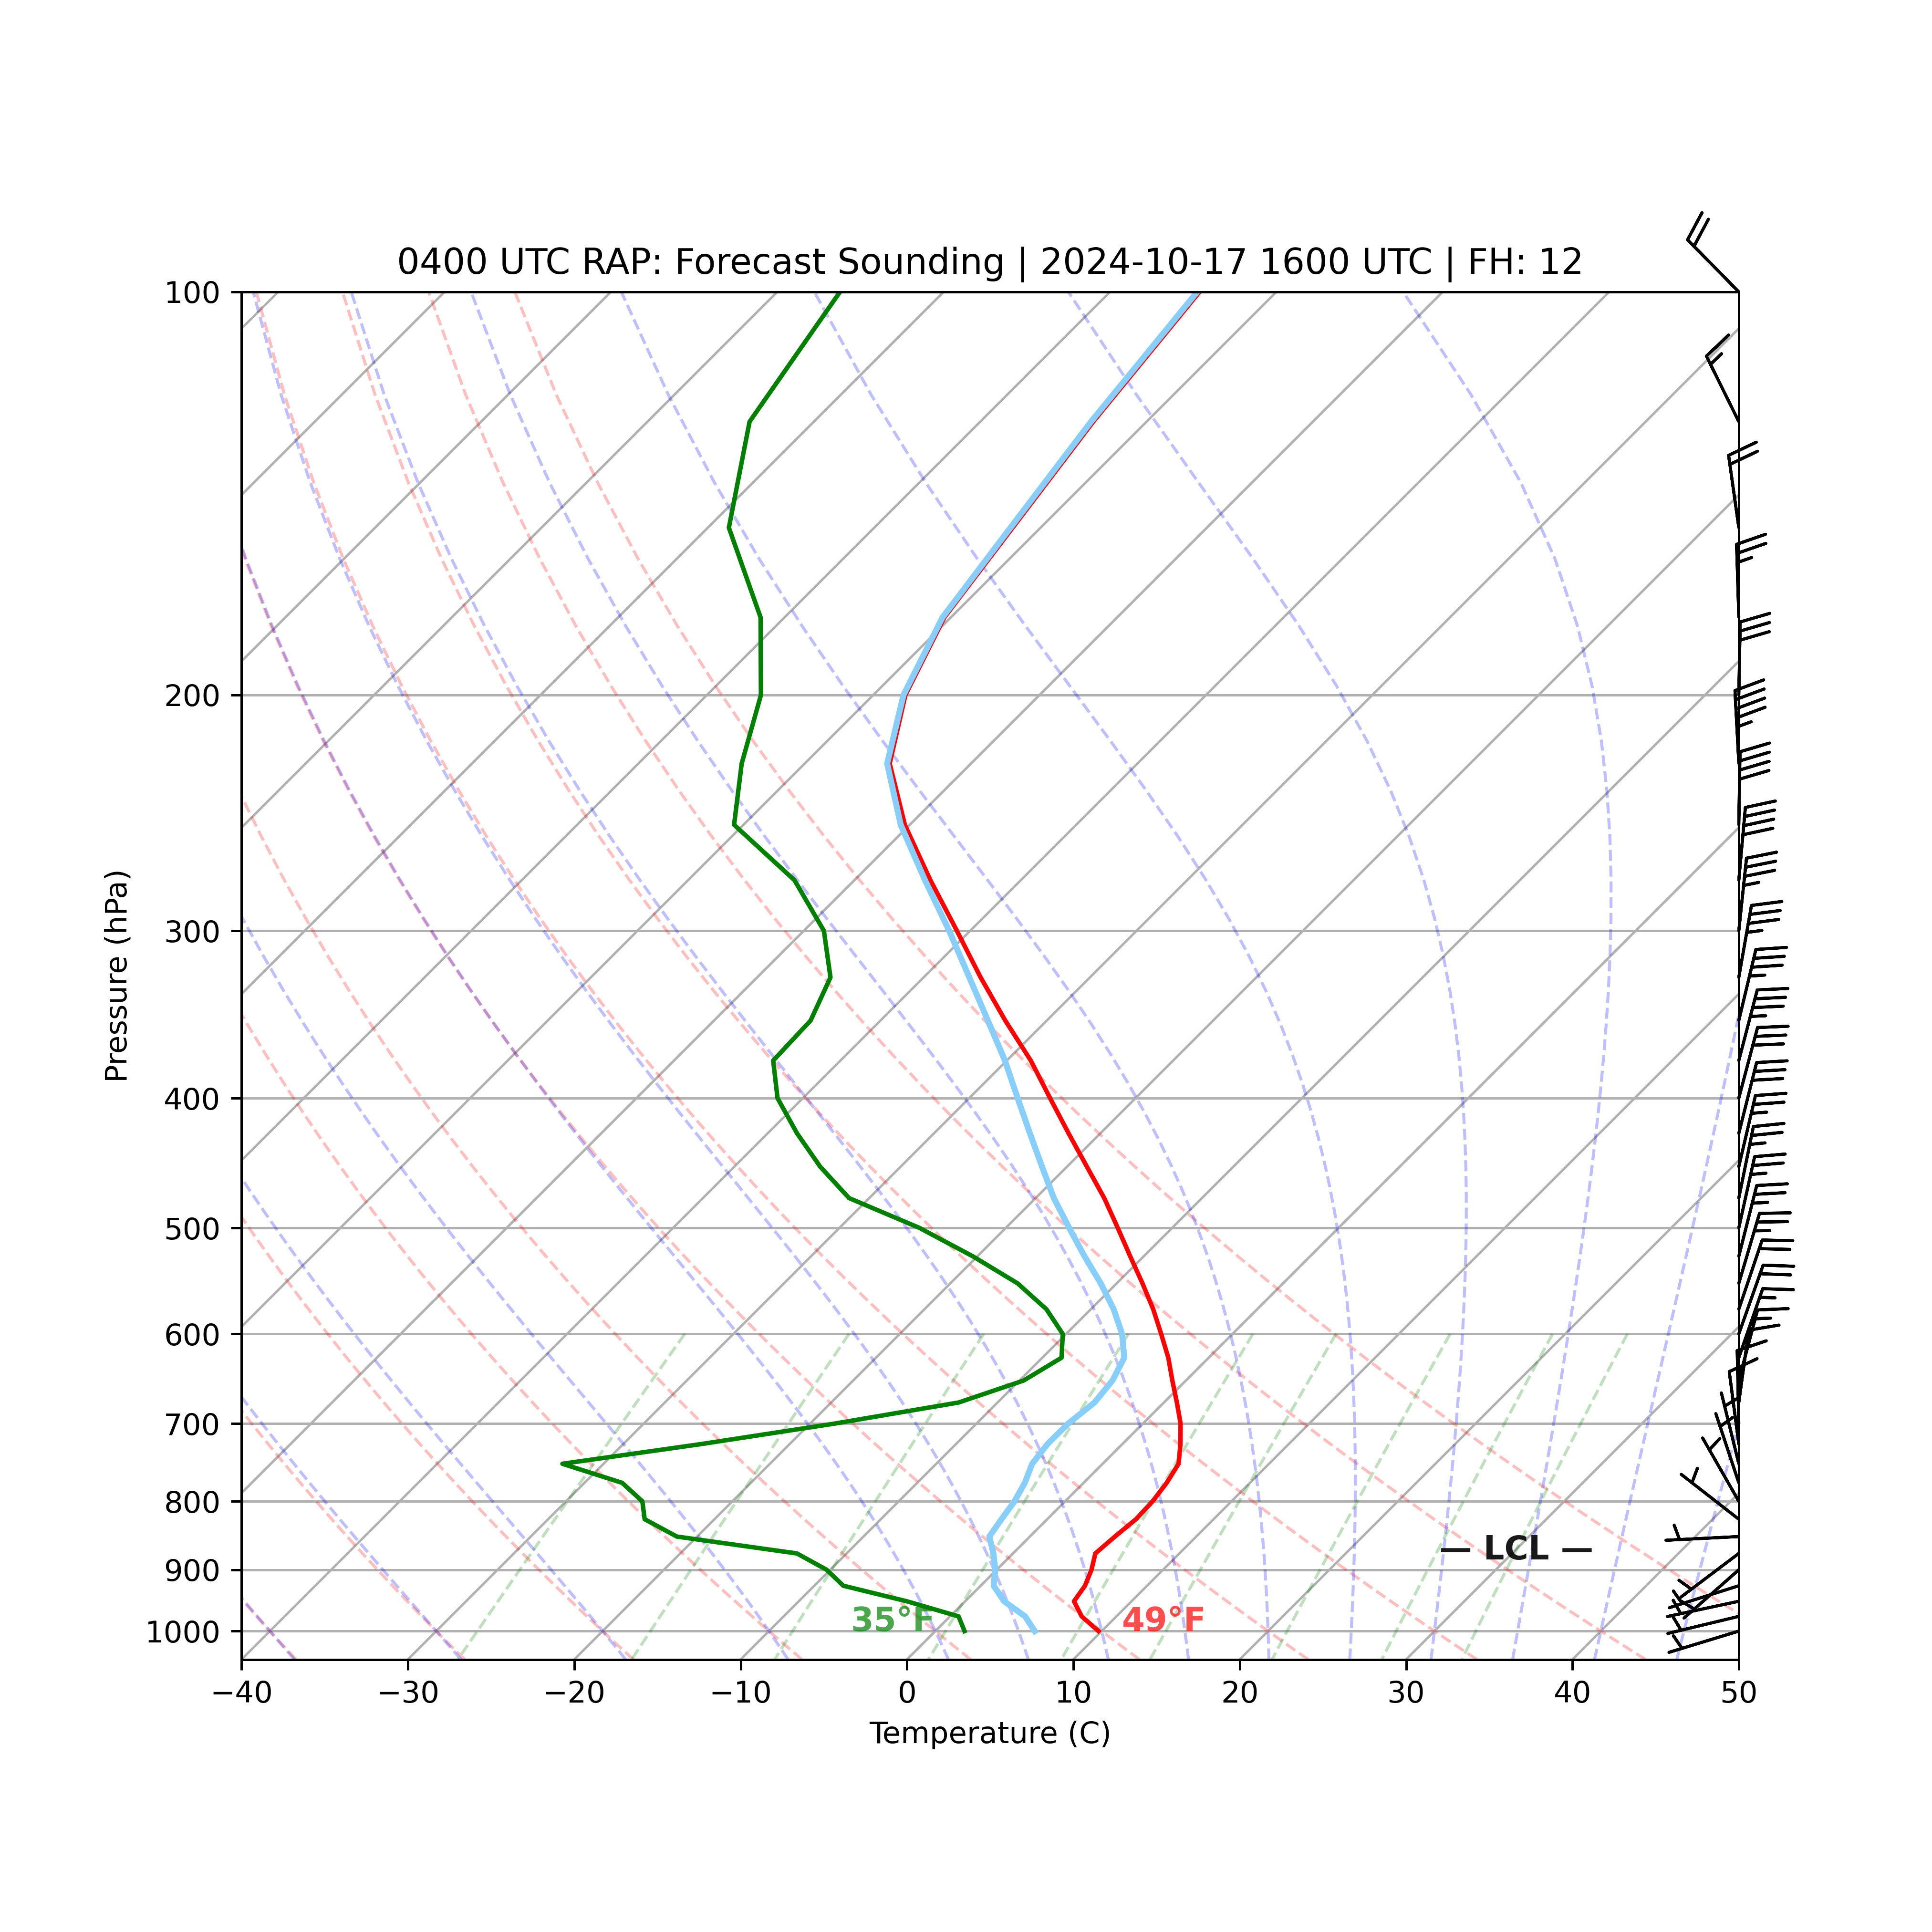 0400 UTC RAP: Forecast Sounding | 2024-10-17 1600 UTC | FH: 12
100
200
300
400
500
600
700
800
900
1000
Pressure (hPa)
— LCL —
35°F
49°F
−40 −30 −20 −10 0 10 20 30 40 50
Temperature (C)